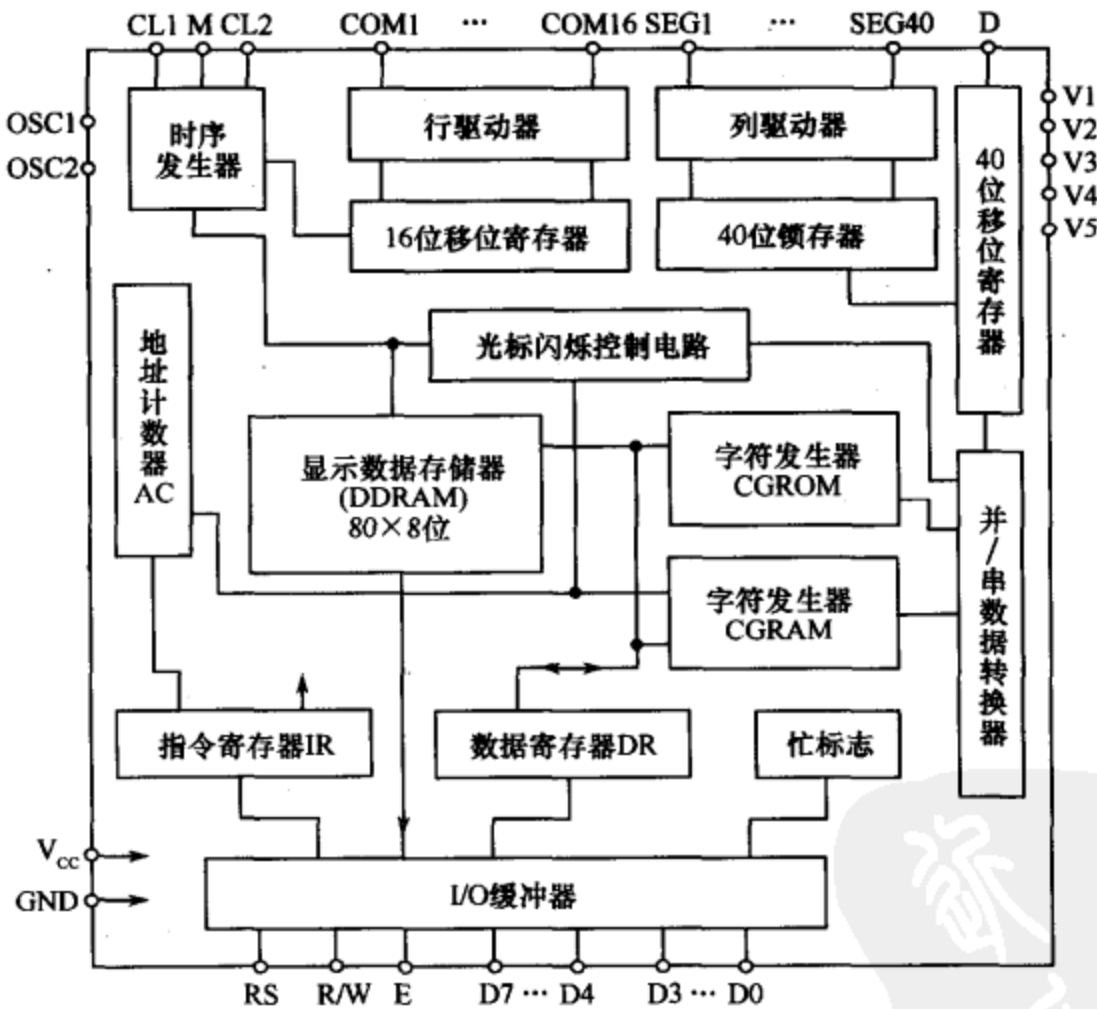 CL1 M CL2 COM1 ··· COM16 SEG1 ··· SEG40 D
OSC1
OSC2
V1
V2
V3
V4
V5
时序
发生器
行驱动器
列驱动器
16位移位寄存器
40位锁存器
40位移位寄存器
地址计数器
AC
光标闪烁控制电路
显示数据存储器
(DDRAM)
80×8位
字符发生器
CGROM
字符发生器
CGRAM
并/串数据转换器
指令寄存器IR
数据寄存器DR
忙标志
Vcc
GND
I/O缓冲器
RS R/W E D7 ··· D4 D3 ··· D0